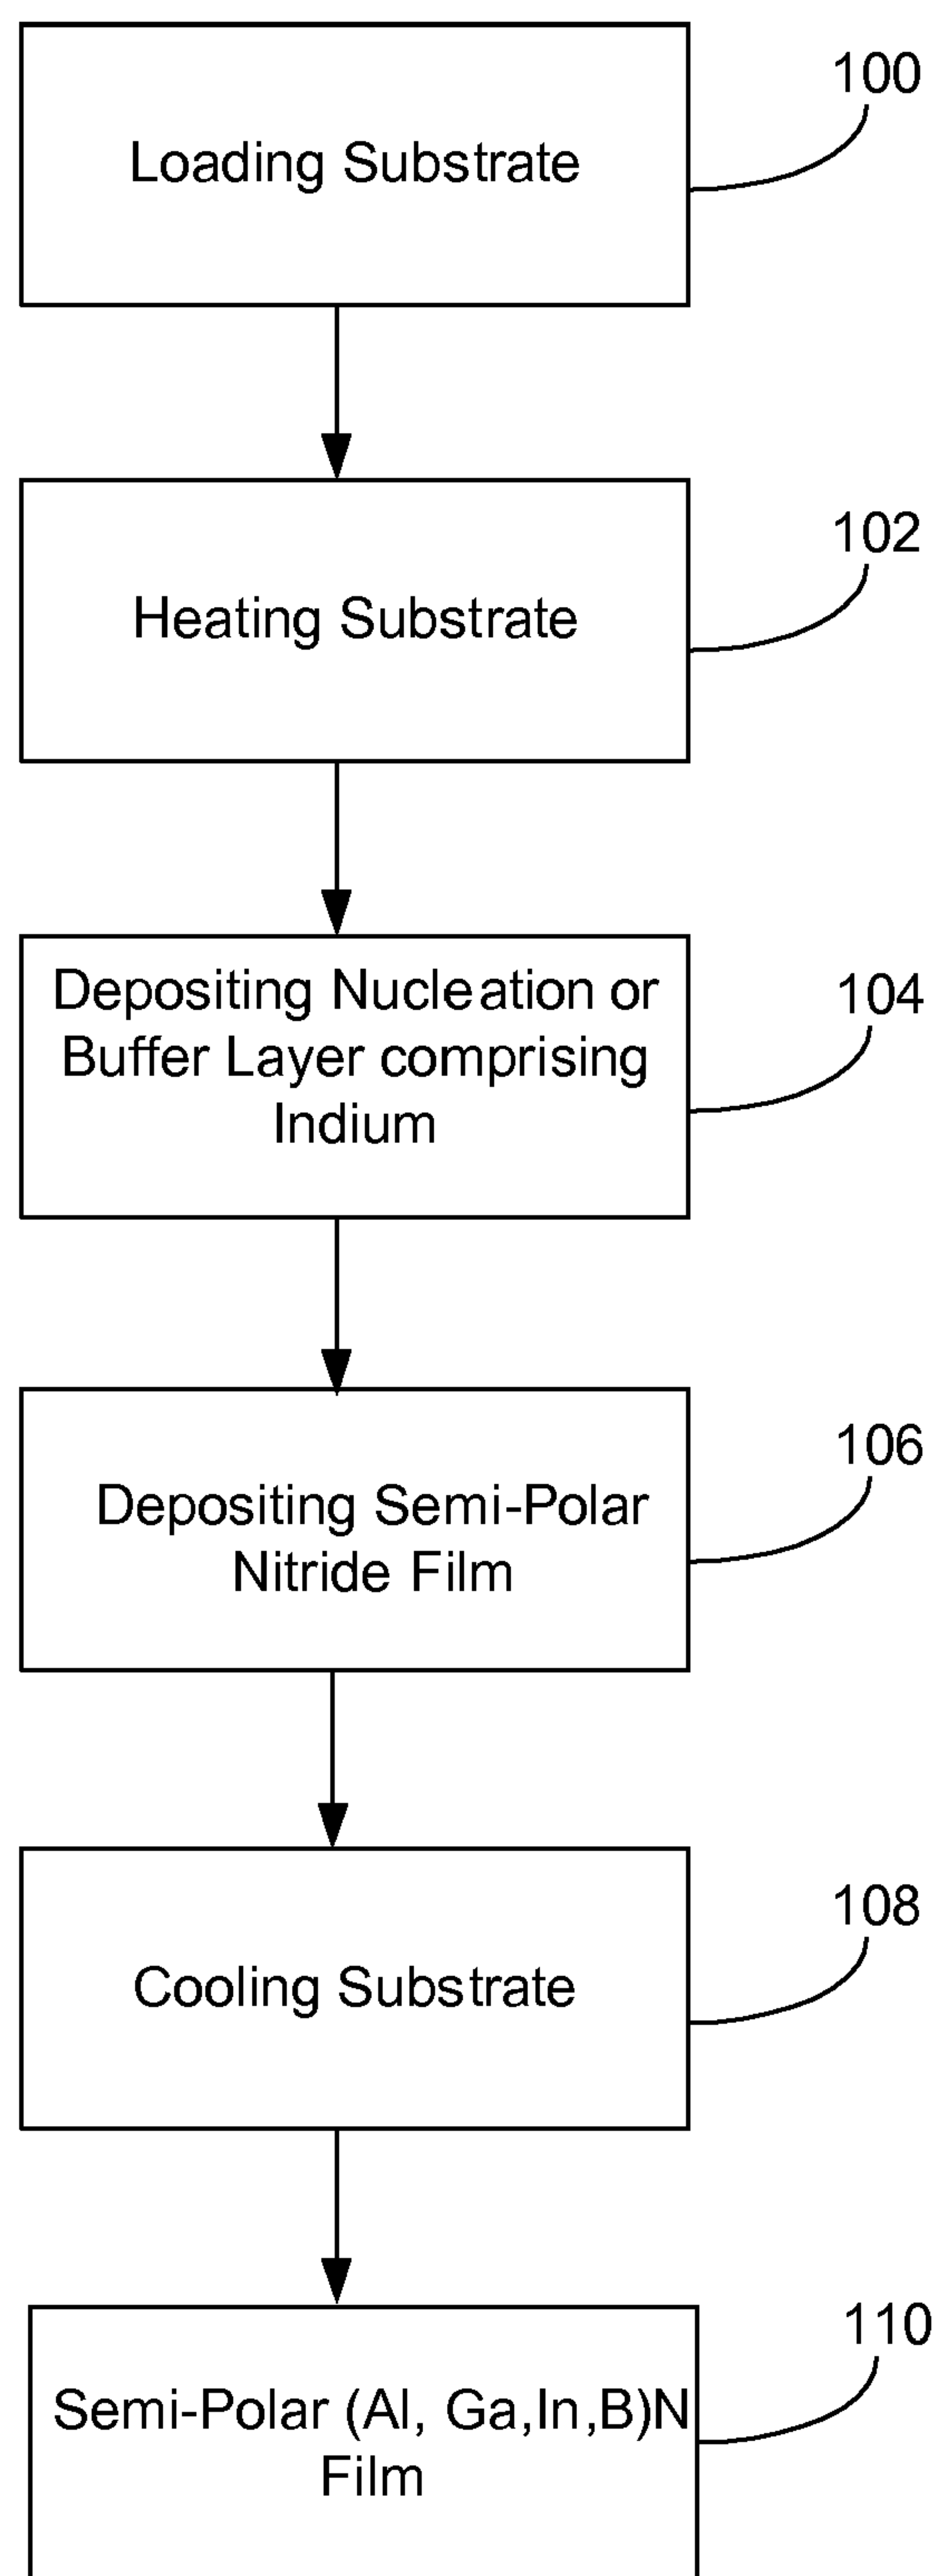 100
Loading Substrate
102
Heating Substrate
104
Depositing Nucleation or
Buffer Layer comprising
Indium
106
Depositing Semi-Polar
Nitride Film
108
Cooling Substrate
110
Semi-Polar (Al, Ga,In,B)N
Film